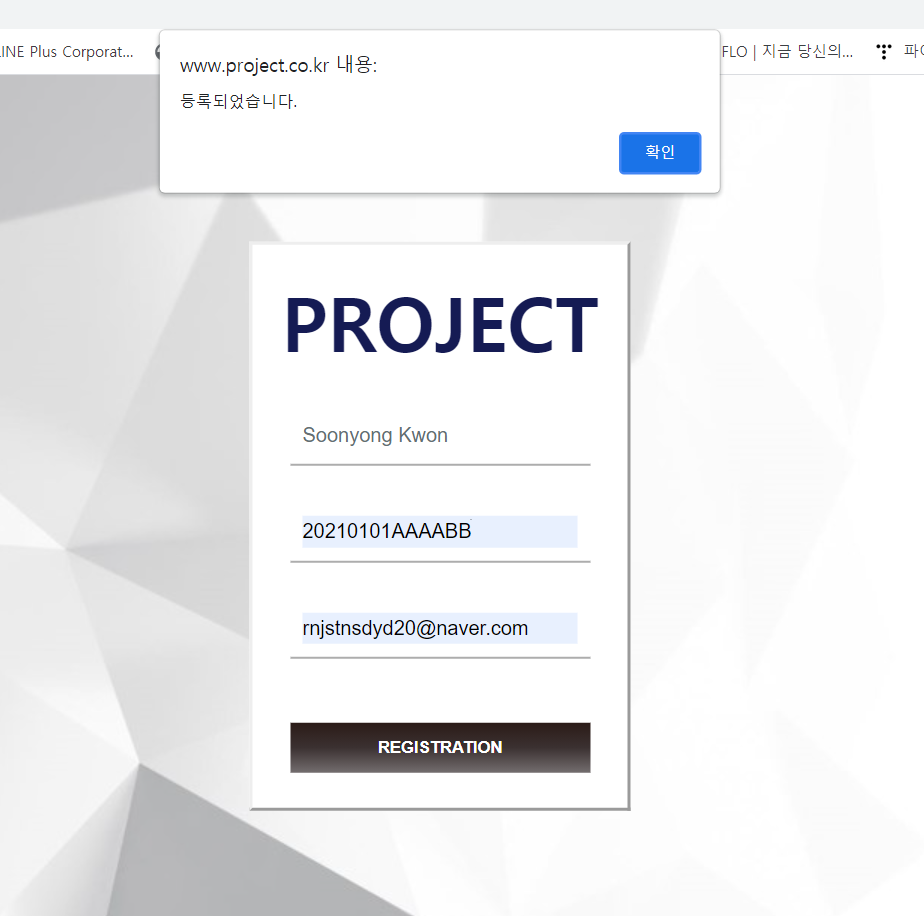 INE Plus Corporat...
FLO | 지금 당신의...
www.project.co.kr 내용:
등록되었습니다.
확인
PROJECT
Soonyong Kwon
20210101AAAABB
rnjstnsdyd20@naver.com
REGISTRATION